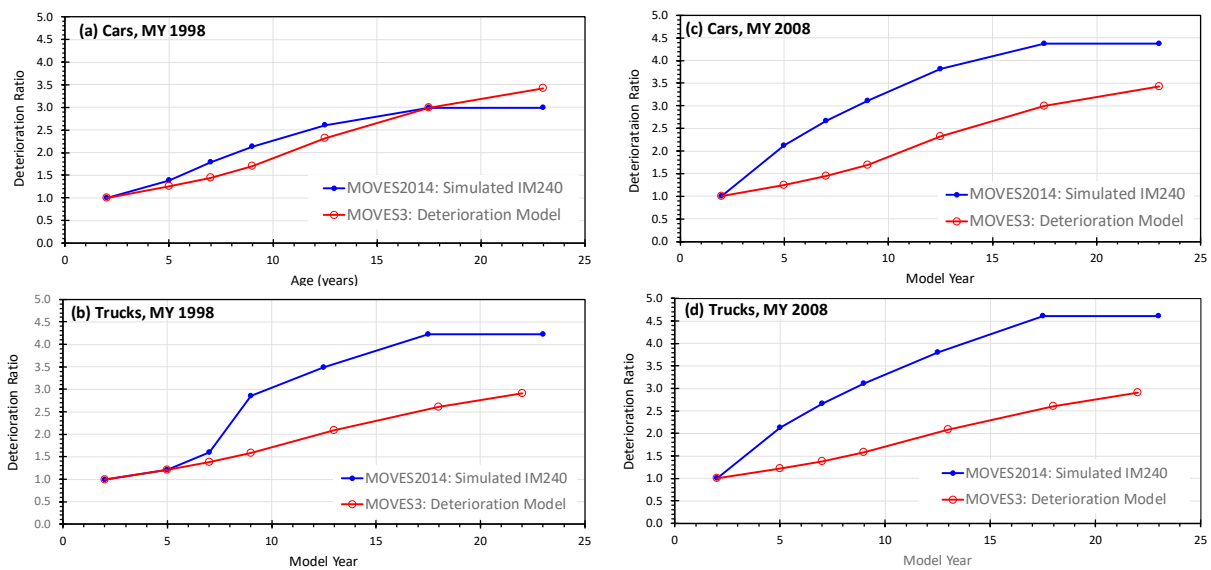 (a) Cars, MY 1998
Deterioration Ratio
5.0
4.5
4.0
3.5
3.0
2.5
2.0
1.5
1.0
0.5
0.0
MOVES2014: Simulated IM240
MOVES3: Deterioration Model
0 5 10 15 20 25
Age (years)
(c) Cars, MY 2008
Deterirorataion Ratio
5.0
4.5
4.0
3.5
3.0
2.5
2.0
1.5
1.0
0.5
0.0
MOVES2014: Simulated IM240
MOVES3: Deterioration Model
0 5 10 15 20 25
Model Year
(b) Trucks, MY 1998
Deterioration Ratio
5.0
4.5
4.0
3.5
3.0
2.5
2.0
1.5
1.0
0.5
0.0
MOVES2014: Simulated IM240
MOVES3: Deterioration Model
0 5 10 15 20 25
Model Year
(d) Trucks, MY 2008
Deterioration Ratio
5.0
4.5
4.0
3.5
3.0
2.5
2.0
1.5
1.0
0.5
0.0
MOVES2014: Simulated IM240
MOVES3: Deterioration Model
0 5 10 15 20 25
Model Year